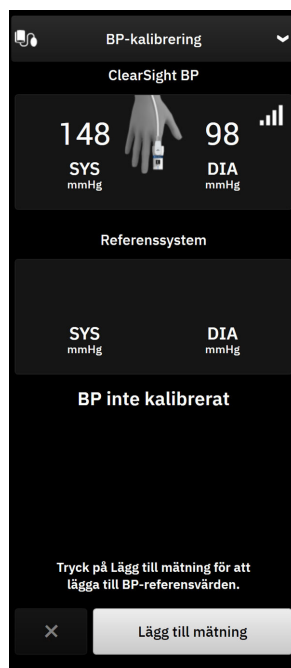 BP-kalibrering
ClearSight BP
148 98
SYS DIA
mmHg mmHg
Referenssystem
SYS DIA
mmHg mmHg
BP inte kalibrerat
Tryck på Lägg till mätning för att
lägga till BP-referensvärden.
Lägg till mätning